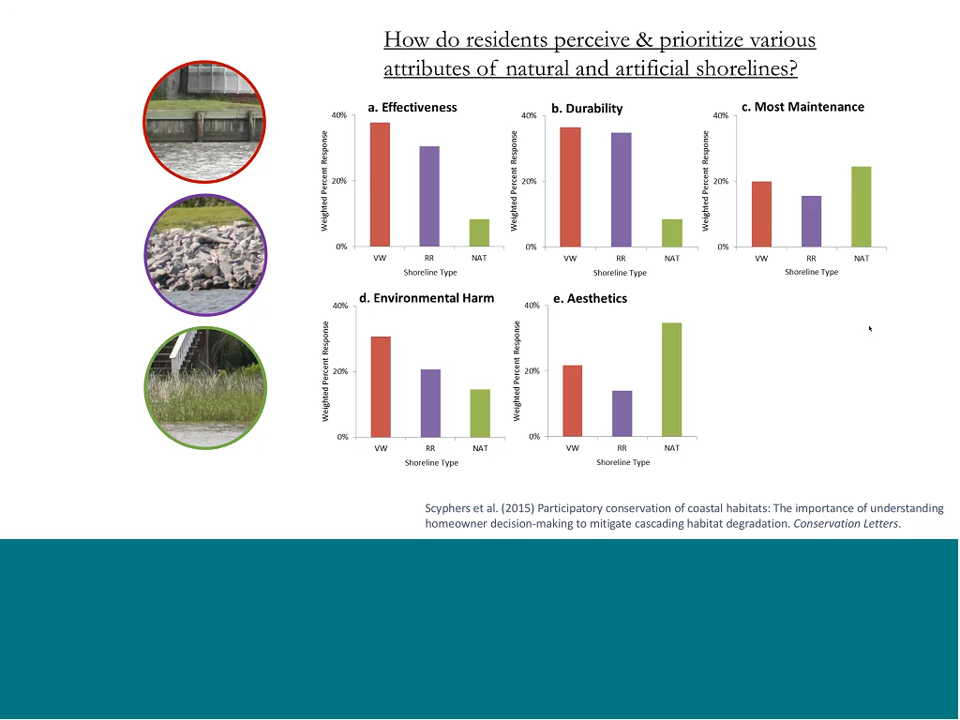 How do residents perceive & prioritize various
attributes of natural and artificial shorelines?
a. Effectiveness
40%
20%
0%
Weighted Percent Response
VW RR NAT
Shoreline Type
b. Durability
40%
20%
0%
Weighted Percent Response
VW RR NAT
Shoreline Type
c. Most Maintenance
40%
20%
0%
Weighted Percent Response
VW RR NAT
Shoreline Type
d. Environmental Harm
40%
20%
0%
Weighted Percent Response
VW RR NAT
Shoreline Type
e. Aesthetics
40%
20%
0%
Weighted Percent Response
VW RR NAT
Shoreline Type
Scyphers et al. (2015) Participatory conservation of coastal habitats: The importance of understanding
homeowner decision-making to mitigate cascading habitat degradation. Conservation Letters.